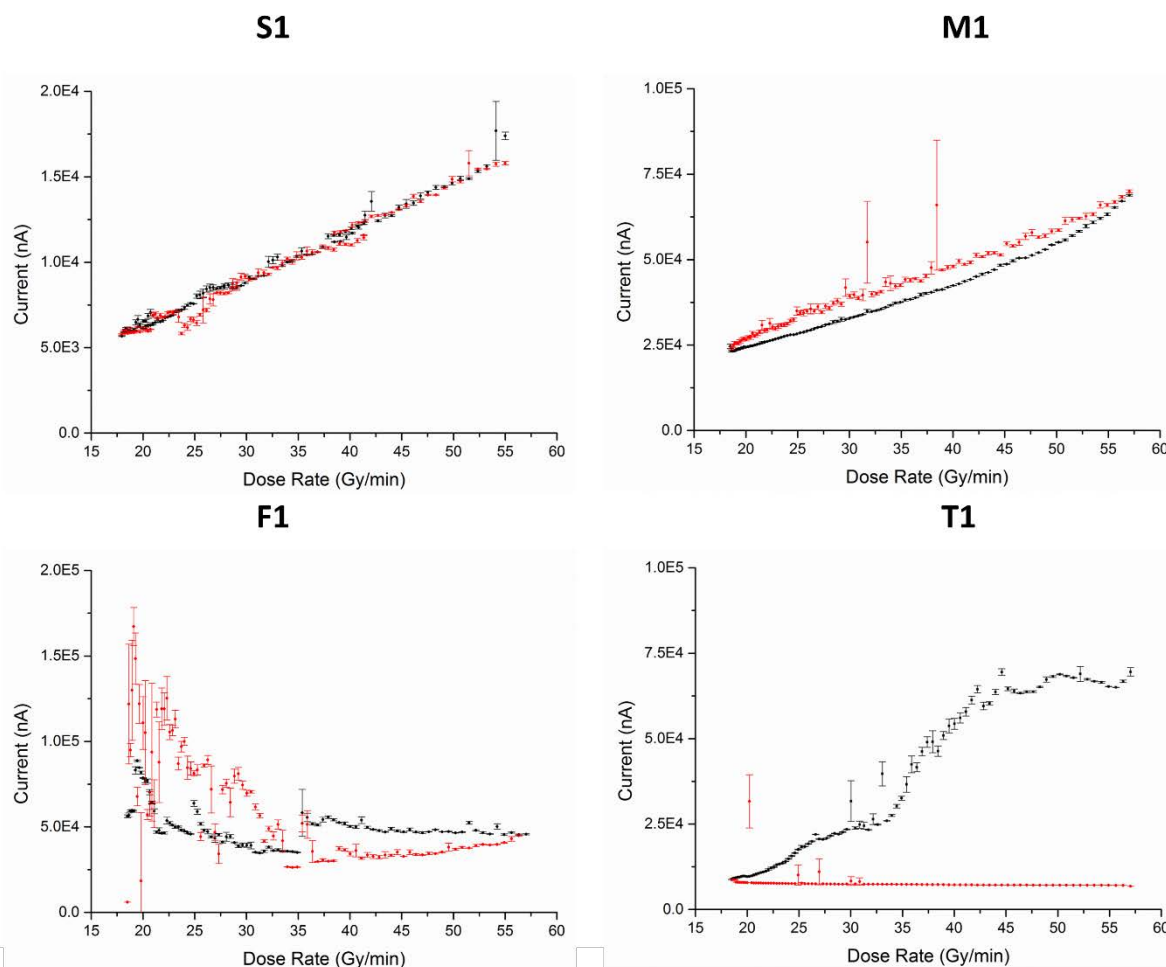 S1
M1
2.0E4
1.5E4
1.0E4
5.0E3
0.0
Current (nA)
15 20 25 30 35 40 45 50 55 60
Dose Rate (Gy/min)
1.0E5
7.5E4
5.0E4
2.5E4
0.0
Current (nA)
15 20 25 30 35 40 45 50 55 60
Dose Rate (Gy/min)
F1
T1
2.0E5
1.5E5
1.0E5
5.0E4
0.0
Current (nA)
15 20 25 30 35 40 45 50 55 60
Dose Rate (Gy/min)
1.0E5
7.5E4
5.0E4
2.5E4
0.0
Current (nA)
15 20 25 30 35 40 45 50 55 60
Dose Rate (Gy/min)